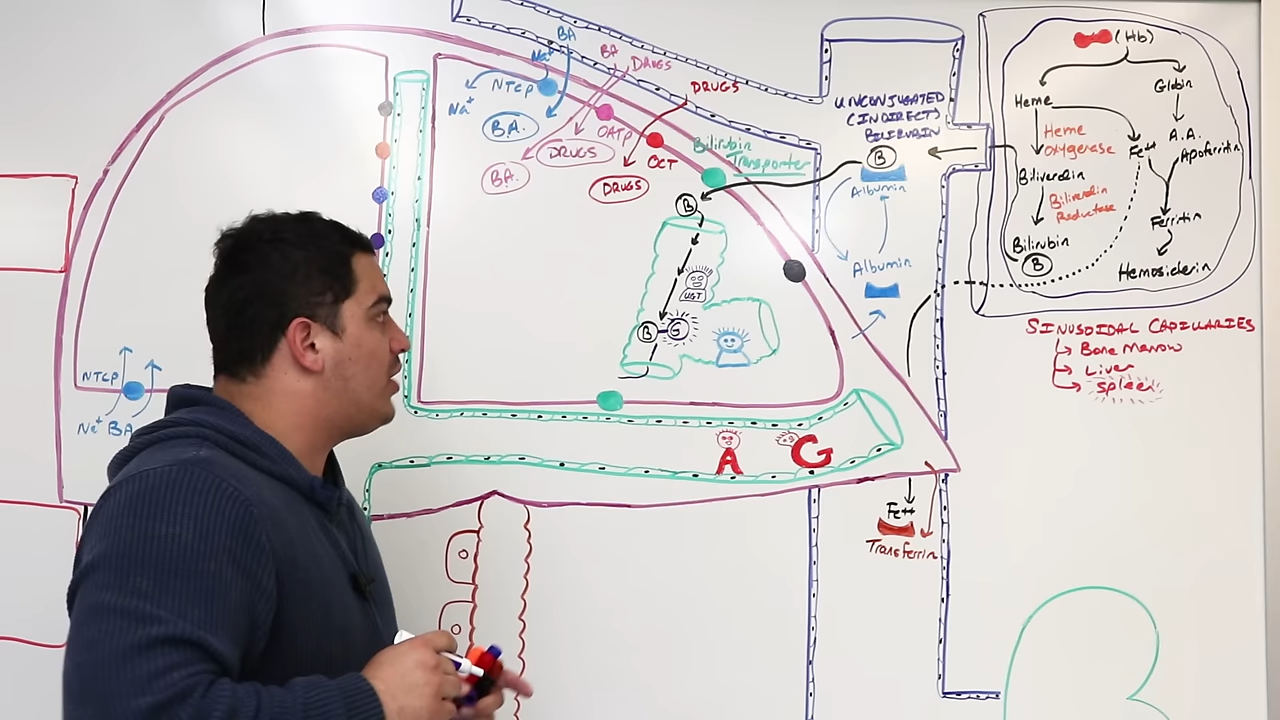 BA
Na+
NTCP
Na+
B.A.
BA
DRUGS
OATP
DRUGS
B.A.
DRUGS
OCT
DRUGS
Bilirubin
Transporter
UNCONJUGATED
(INDIRECT)
BILIRUBIN
B
Albumin
Albumin
B
UGT
B
G
A
G
NTCP
Na+ BA
(Hb)
Heme
Globin
Heme
oxygenase
Fe++
A.A.
Apoferritin
Biliverdin
Biliverdin
Reductase
Ferritin
Bilirubin
B
Hemosiderin
SINUSOIDAL CAPILLARIES
Bone Marrow
Liver
Spleen
Fe++
Transferrin